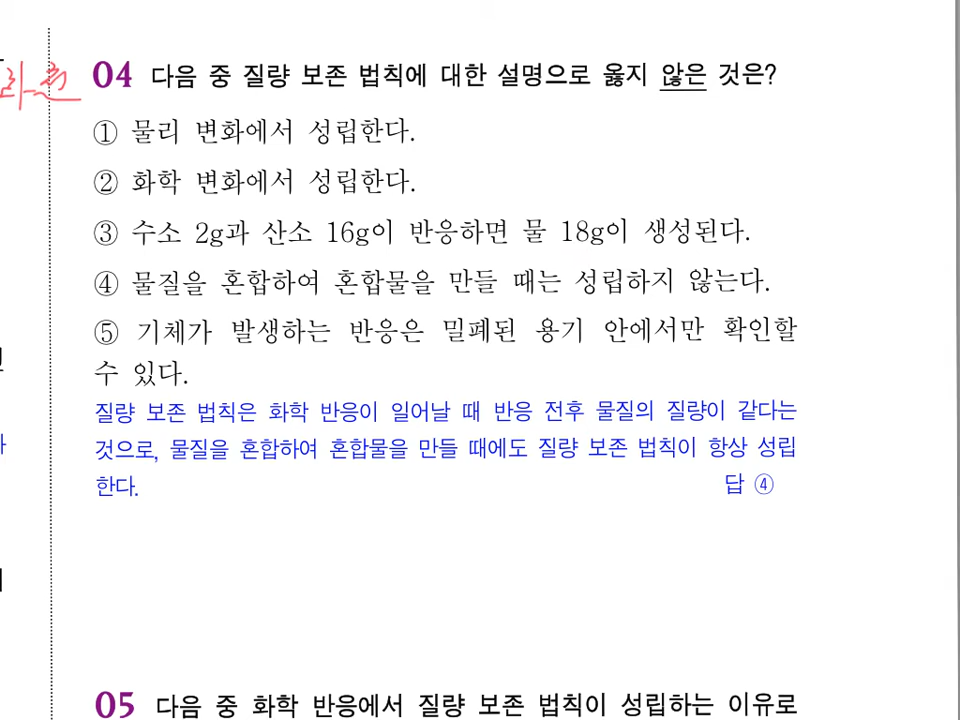 04 다음 중 질량 보존 법칙에 대한 설명으로 옳지 않은 것은?
① 물리 변화에서 성립한다.
② 화학 변화에서 성립한다.
③ 수소 2g과 산소 16g이 반응하면 물 18g이 생성된다.
④ 물질을 혼합하여 혼합물을 만들 때는 성립하지 않는다.
⑤ 기체가 발생하는 반응은 밀폐된 용기 안에서만 확인할
수 있다.
질량 보존 법칙은 화학 반응이 일어날 때 반응 전후 물질의 질량이 같다는
것으로, 물질을 혼합하여 혼합물을 만들 때에도 질량 보존 법칙이 항상 성립
한다. 답 ④
05 다음 중 화학 반응에서 질량 보존 법칙이 성립하는 이유로